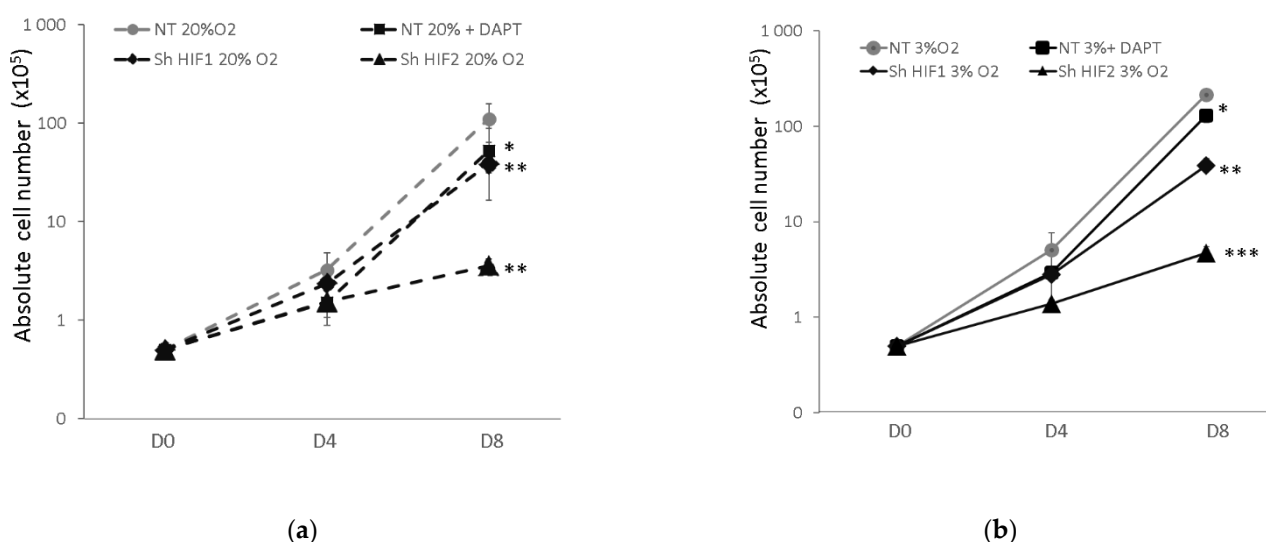 1 000
NT 20%O2
NT 20% + DAPT
Sh HIF1 20% O2
Sh HIF2 20% O2
Absolute cell number (x10⁵)
100
10
1
0
*
**
**
D0
D4
D8
(a)
1 000
NT 3%O2
NT 3%+ DAPT
Sh HIF1 3% O2
Sh HIF2 3% O2
Absolute cell number (x10⁵)
100
10
1
0
*
**
***
D0
D4
D8
(b)